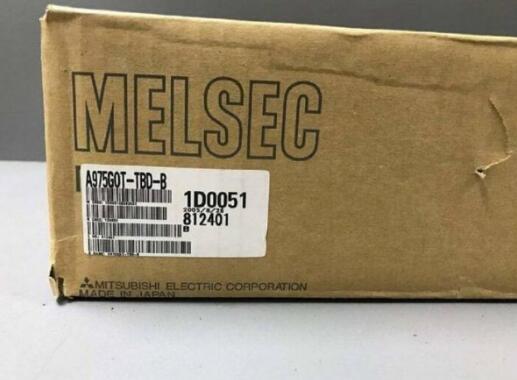 MELSEC
A975GOT-TBD-B
1D0051
812401
B
MITSUBISHI ELECTRIC CORPORATION
MADE IN JAPAN